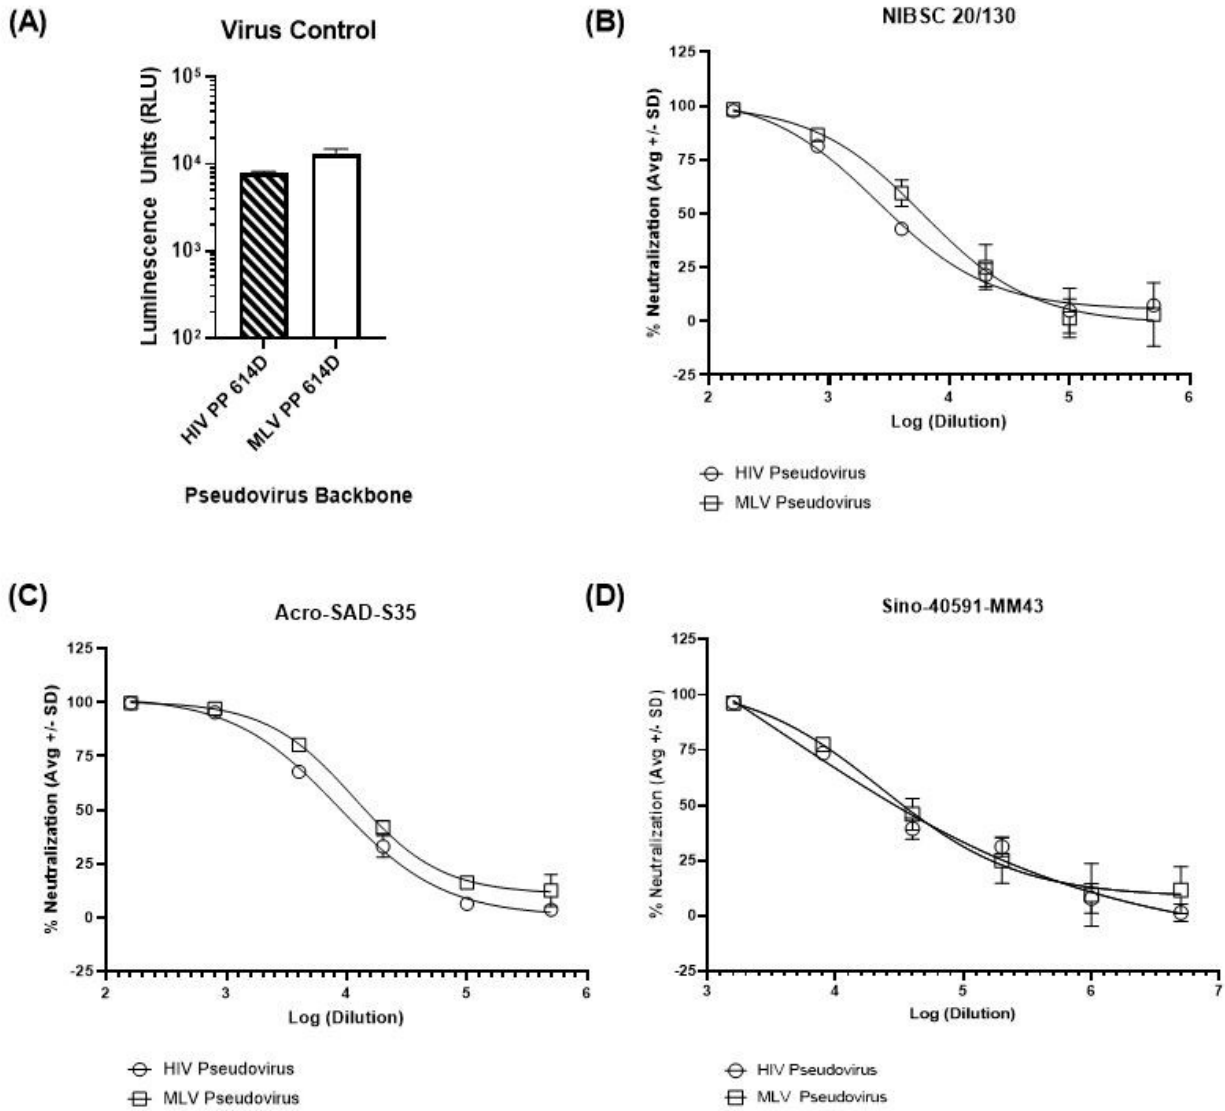 (A)
Virus Control
Luminescence Units (RLU)
10⁵
10⁴
10³
10²
HIV PP 614D
MLV PP 614D
Pseudovirus Backbone
(B)
NIBSC 20/130
% Neutralization (Avg +/- SD)
125
100
75
50
25
0
-25
2 3 4 5 6
Log (Dilution)
HIV Pseudovirus
MLV Pseudovirus
(C)
Acro-SAD-S35
% Neutralization (Avg +/- SD)
125
100
75
50
25
0
-25
2 3 4 5 6
Log (Dilution)
HIV Pseudovirus
MLV Pseudovirus
(D)
Sino-40591-MM43
% Neutralization (Avg +/- SD)
125
100
75
50
25
0
-25
3 4 5 6 7
Log (Dilution)
HIV Pseudovirus
MLV Pseudovirus